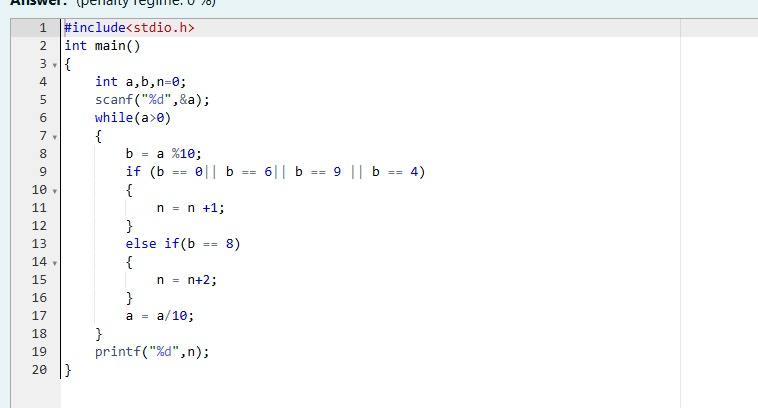 Answer: (penalty regime: 0 %)
1 #include<stdio.h>
2 int main()
3 {
4 int a,b,n=0;
5 scanf("%d",&a);
6 while(a>0)
7 {
8 b = a %10;
9 if (b == 0|| b == 6|| b == 9 || b == 4)
10 {
11 n = n +1;
12 }
13 else if(b == 8)
14 {
15 n = n+2;
16 }
17 a = a/10;
18 }
19 printf("%d",n);
20 }